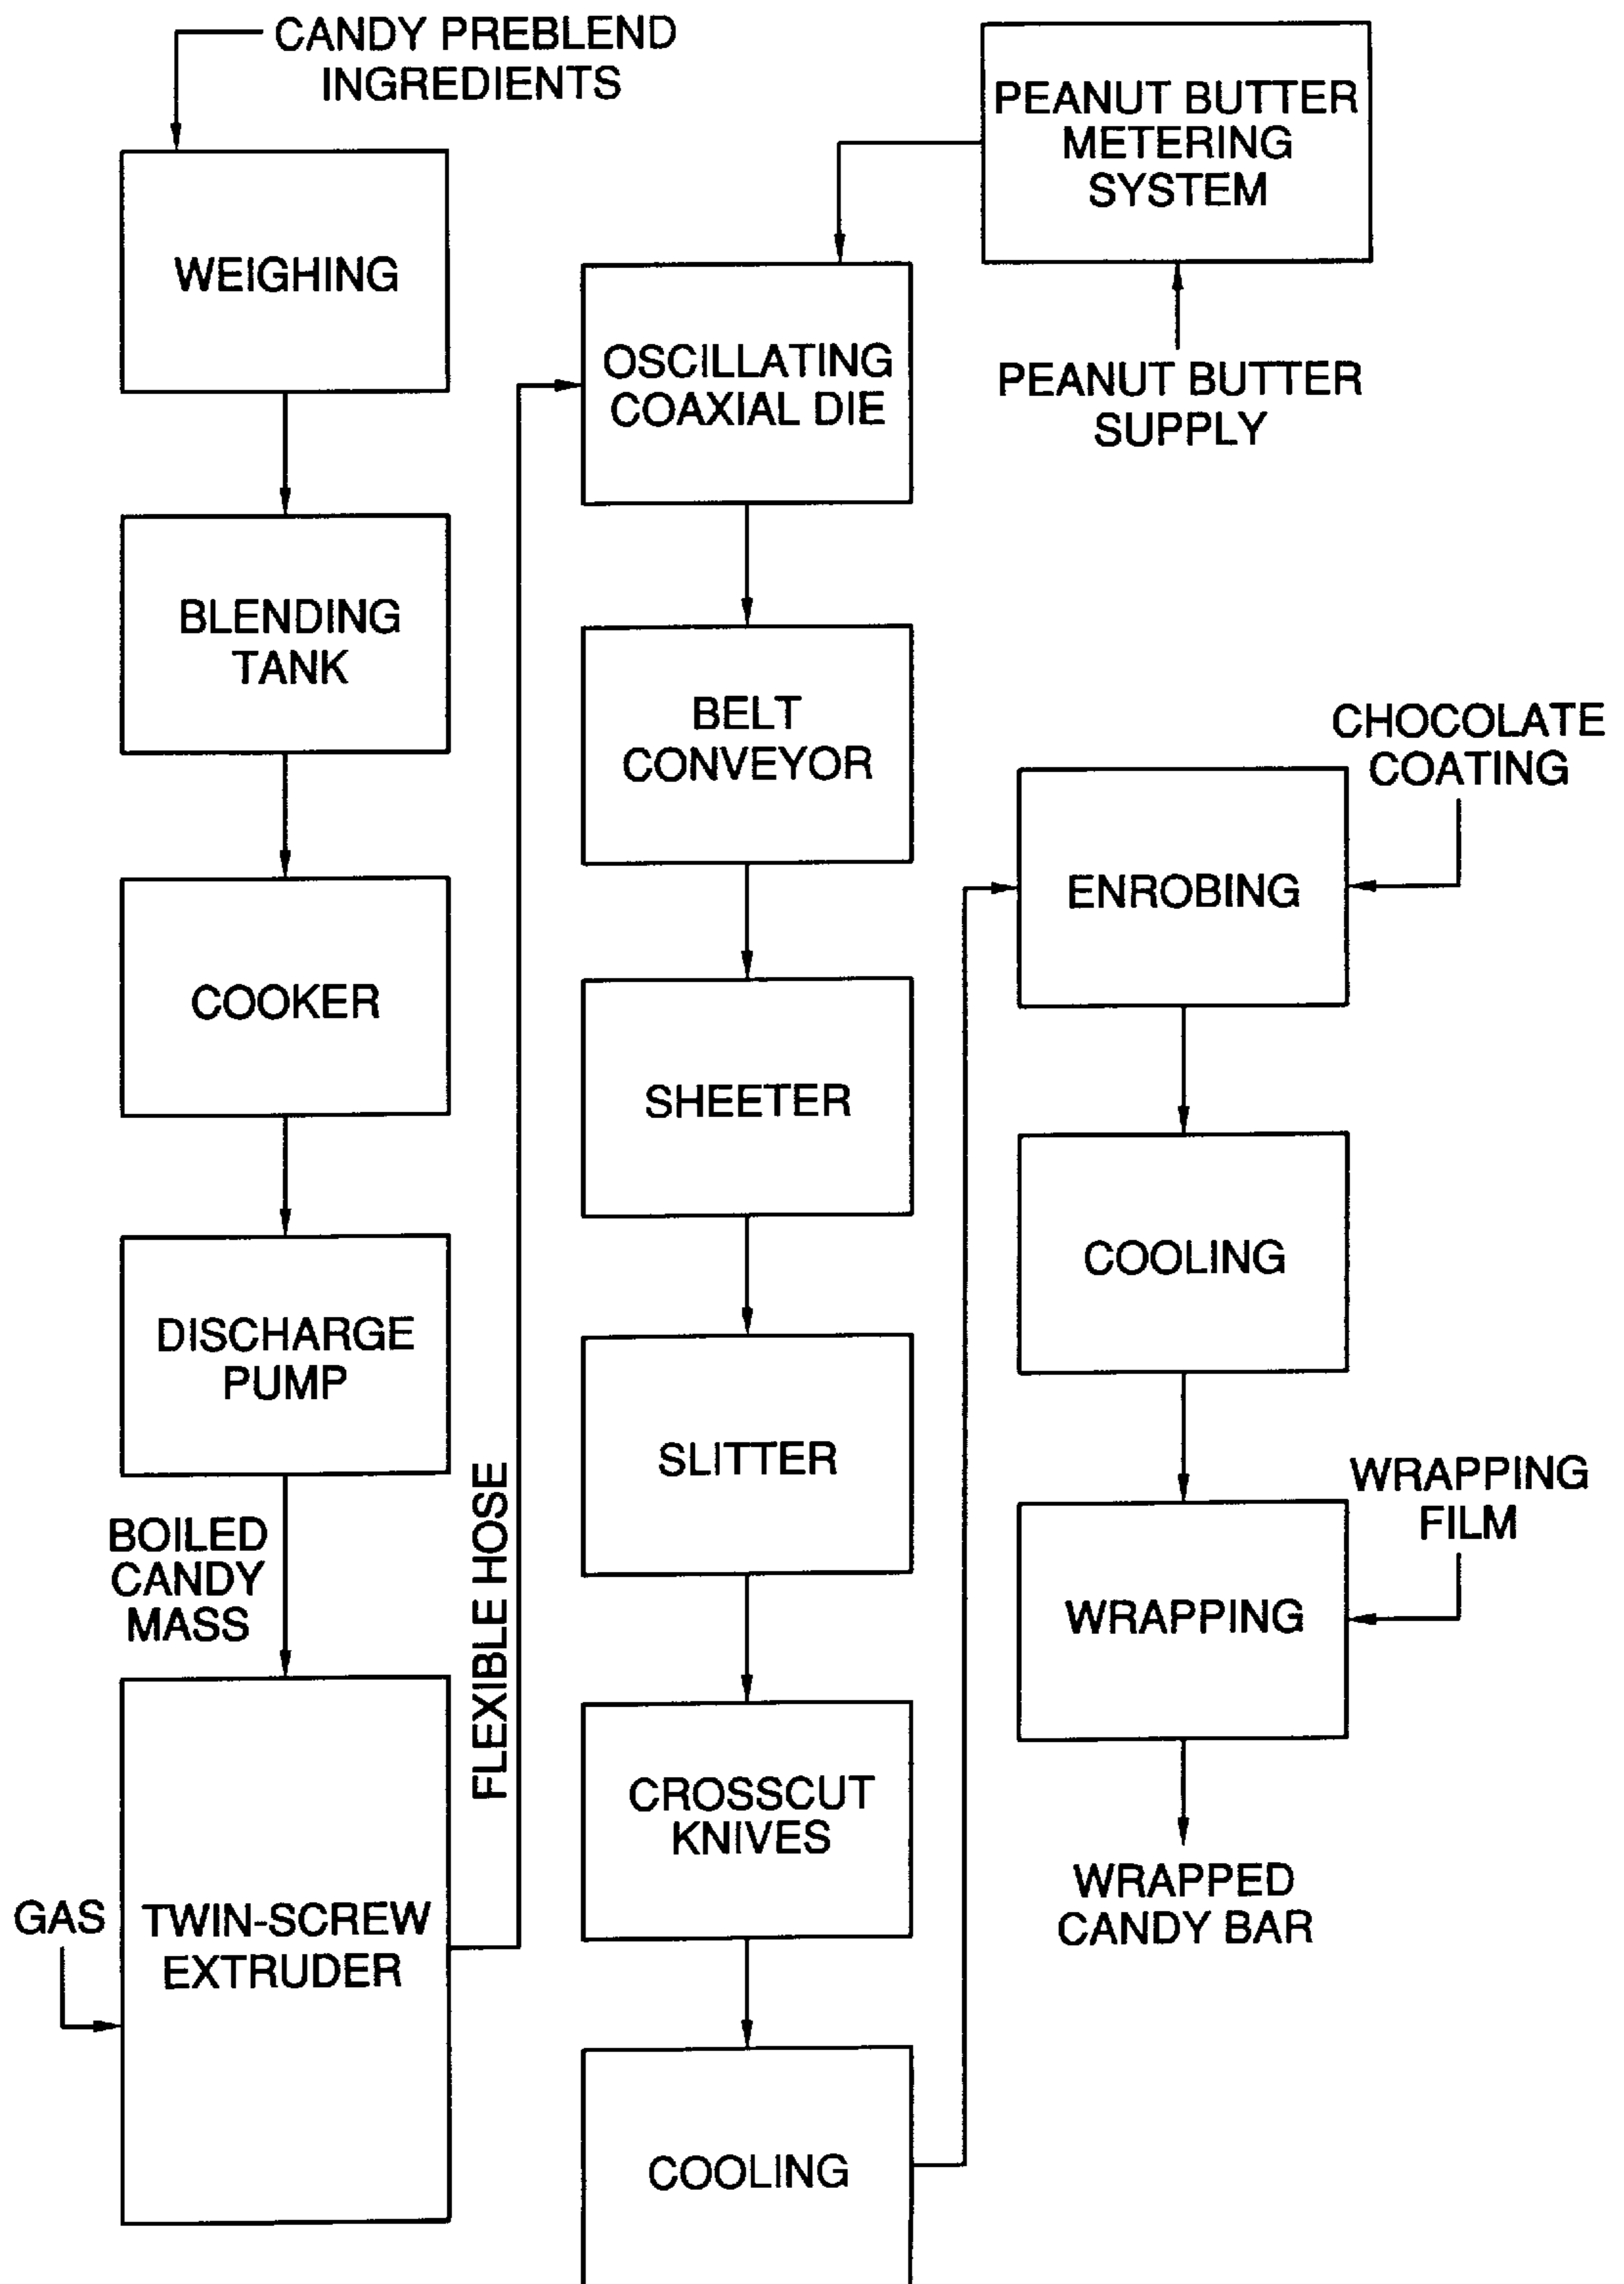 CANDY PREBLEND
INGREDIENTS
WEIGHING
BLENDING
TANK
COOKER
DISCHARGE
PUMP
BOILED
CANDY
MASS
GAS
TWIN-SCREW
EXTRUDER
FLEXIBLE HOSE
PEANUT BUTTER
METERING
SYSTEM
PEANUT BUTTER
SUPPLY
OSCILLATING
COAXIAL DIE
BELT
CONVEYOR
SHEETER
SLITTER
CROSSCUT
KNIVES
COOLING
CHOCOLATE
COATING
ENROBING
COOLING
WRAPPING
FILM
WRAPPING
WRAPPED
CANDY BAR